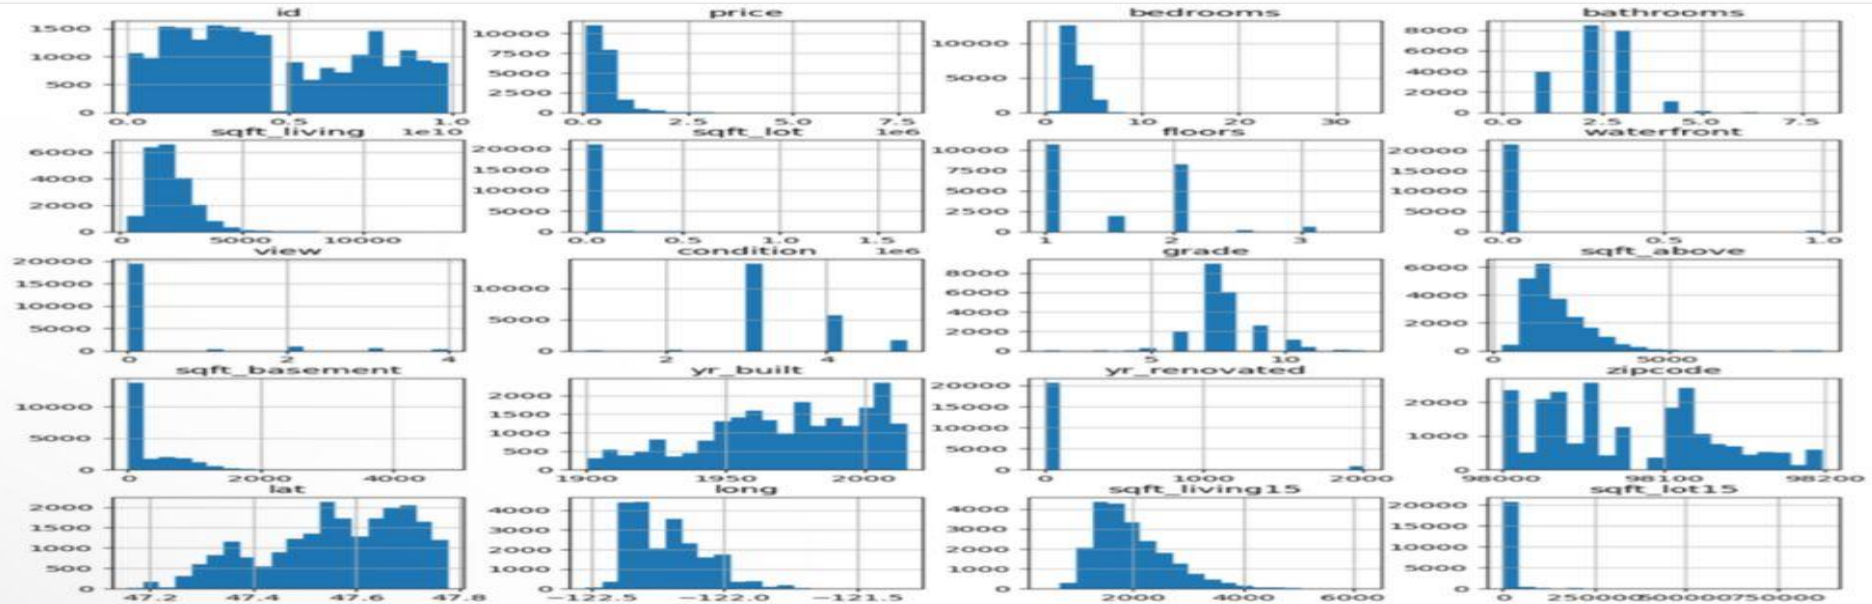 id price bedrooms bathrooms
1500 1000 500 0
0.0 0.5 1.0
1e10
10000 7500 5000 2500 0
0.0 2.5 5.0 7.5
1e6
10000 5000 0
0 10 20 30
8000 6000 4000 2000 0
0.0 2.5 5.0 7.5
sqft_living sqft_lot floors waterfront
6000 4000 2000 0
0 5000 10000
20000 15000 10000 5000 0
0.0 0.5 1.0 1.5
1e6
10000 7500 5000 2500 0
1 2 3
20000 15000 10000 5000 0
0.0 0.5 1.0
view condition grade sqft_above
20000 15000 10000 5000 0
0 2 4
10000 5000 0
2 4
8000 6000 4000 2000 0
5 10
6000 4000 2000 0
0 5000
sqft_basement yr_built yr_renovated zipcode
10000 5000 0
0 2000 4000
2000 1500 1000 500 0
1900 1950 2000
20000 15000 10000 5000 0
0 1000 2000
2000 1000 0
98000 98100 98200
lat long sqft_living15 sqft_lot15
2000 1500 1000 500 0
47.2 47.4 47.6 47.8
4000 3000 2000 1000 0
−122.5 −122.0 −121.5
4000 3000 2000 1000 0
2000 4000 6000
20000 15000 10000 5000 0
0 250000 500000 750000